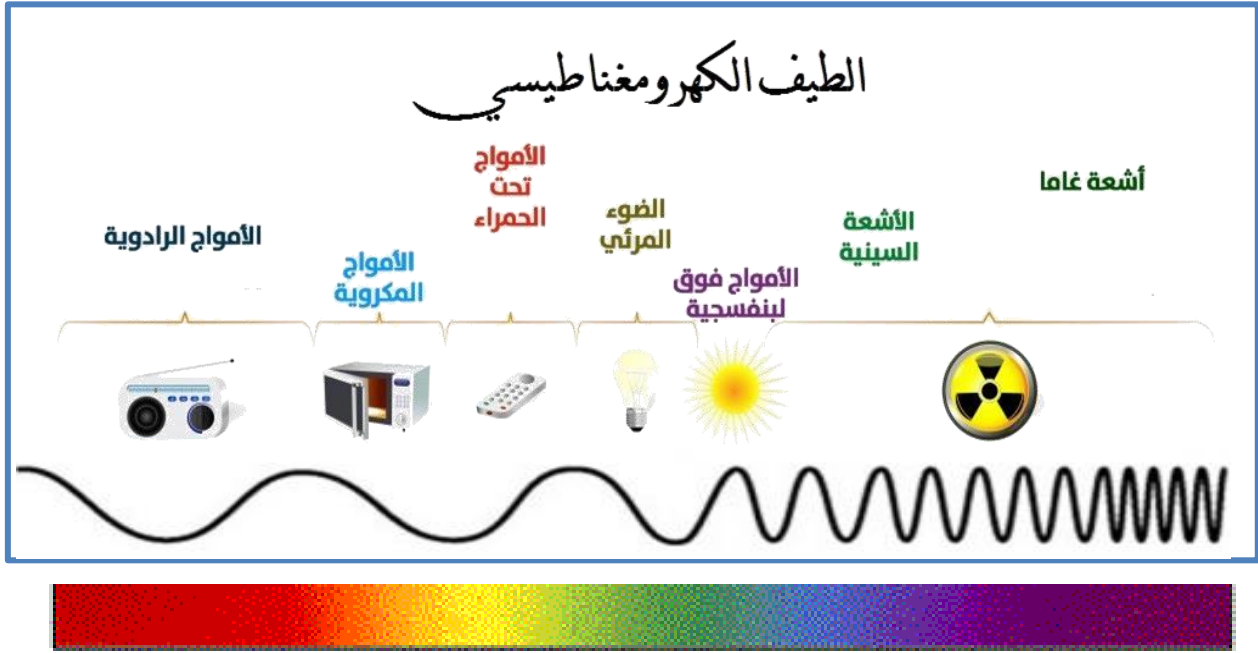 الطيف الكهرومغناطيسي
أشعة غاما
الأشعة
السينية
الأمواج فوق
لبنفسجية
الضوء
المرئي
الأمواج
تحت
الحمراء
الأمواج
المكروية
الأمواج الرادوية